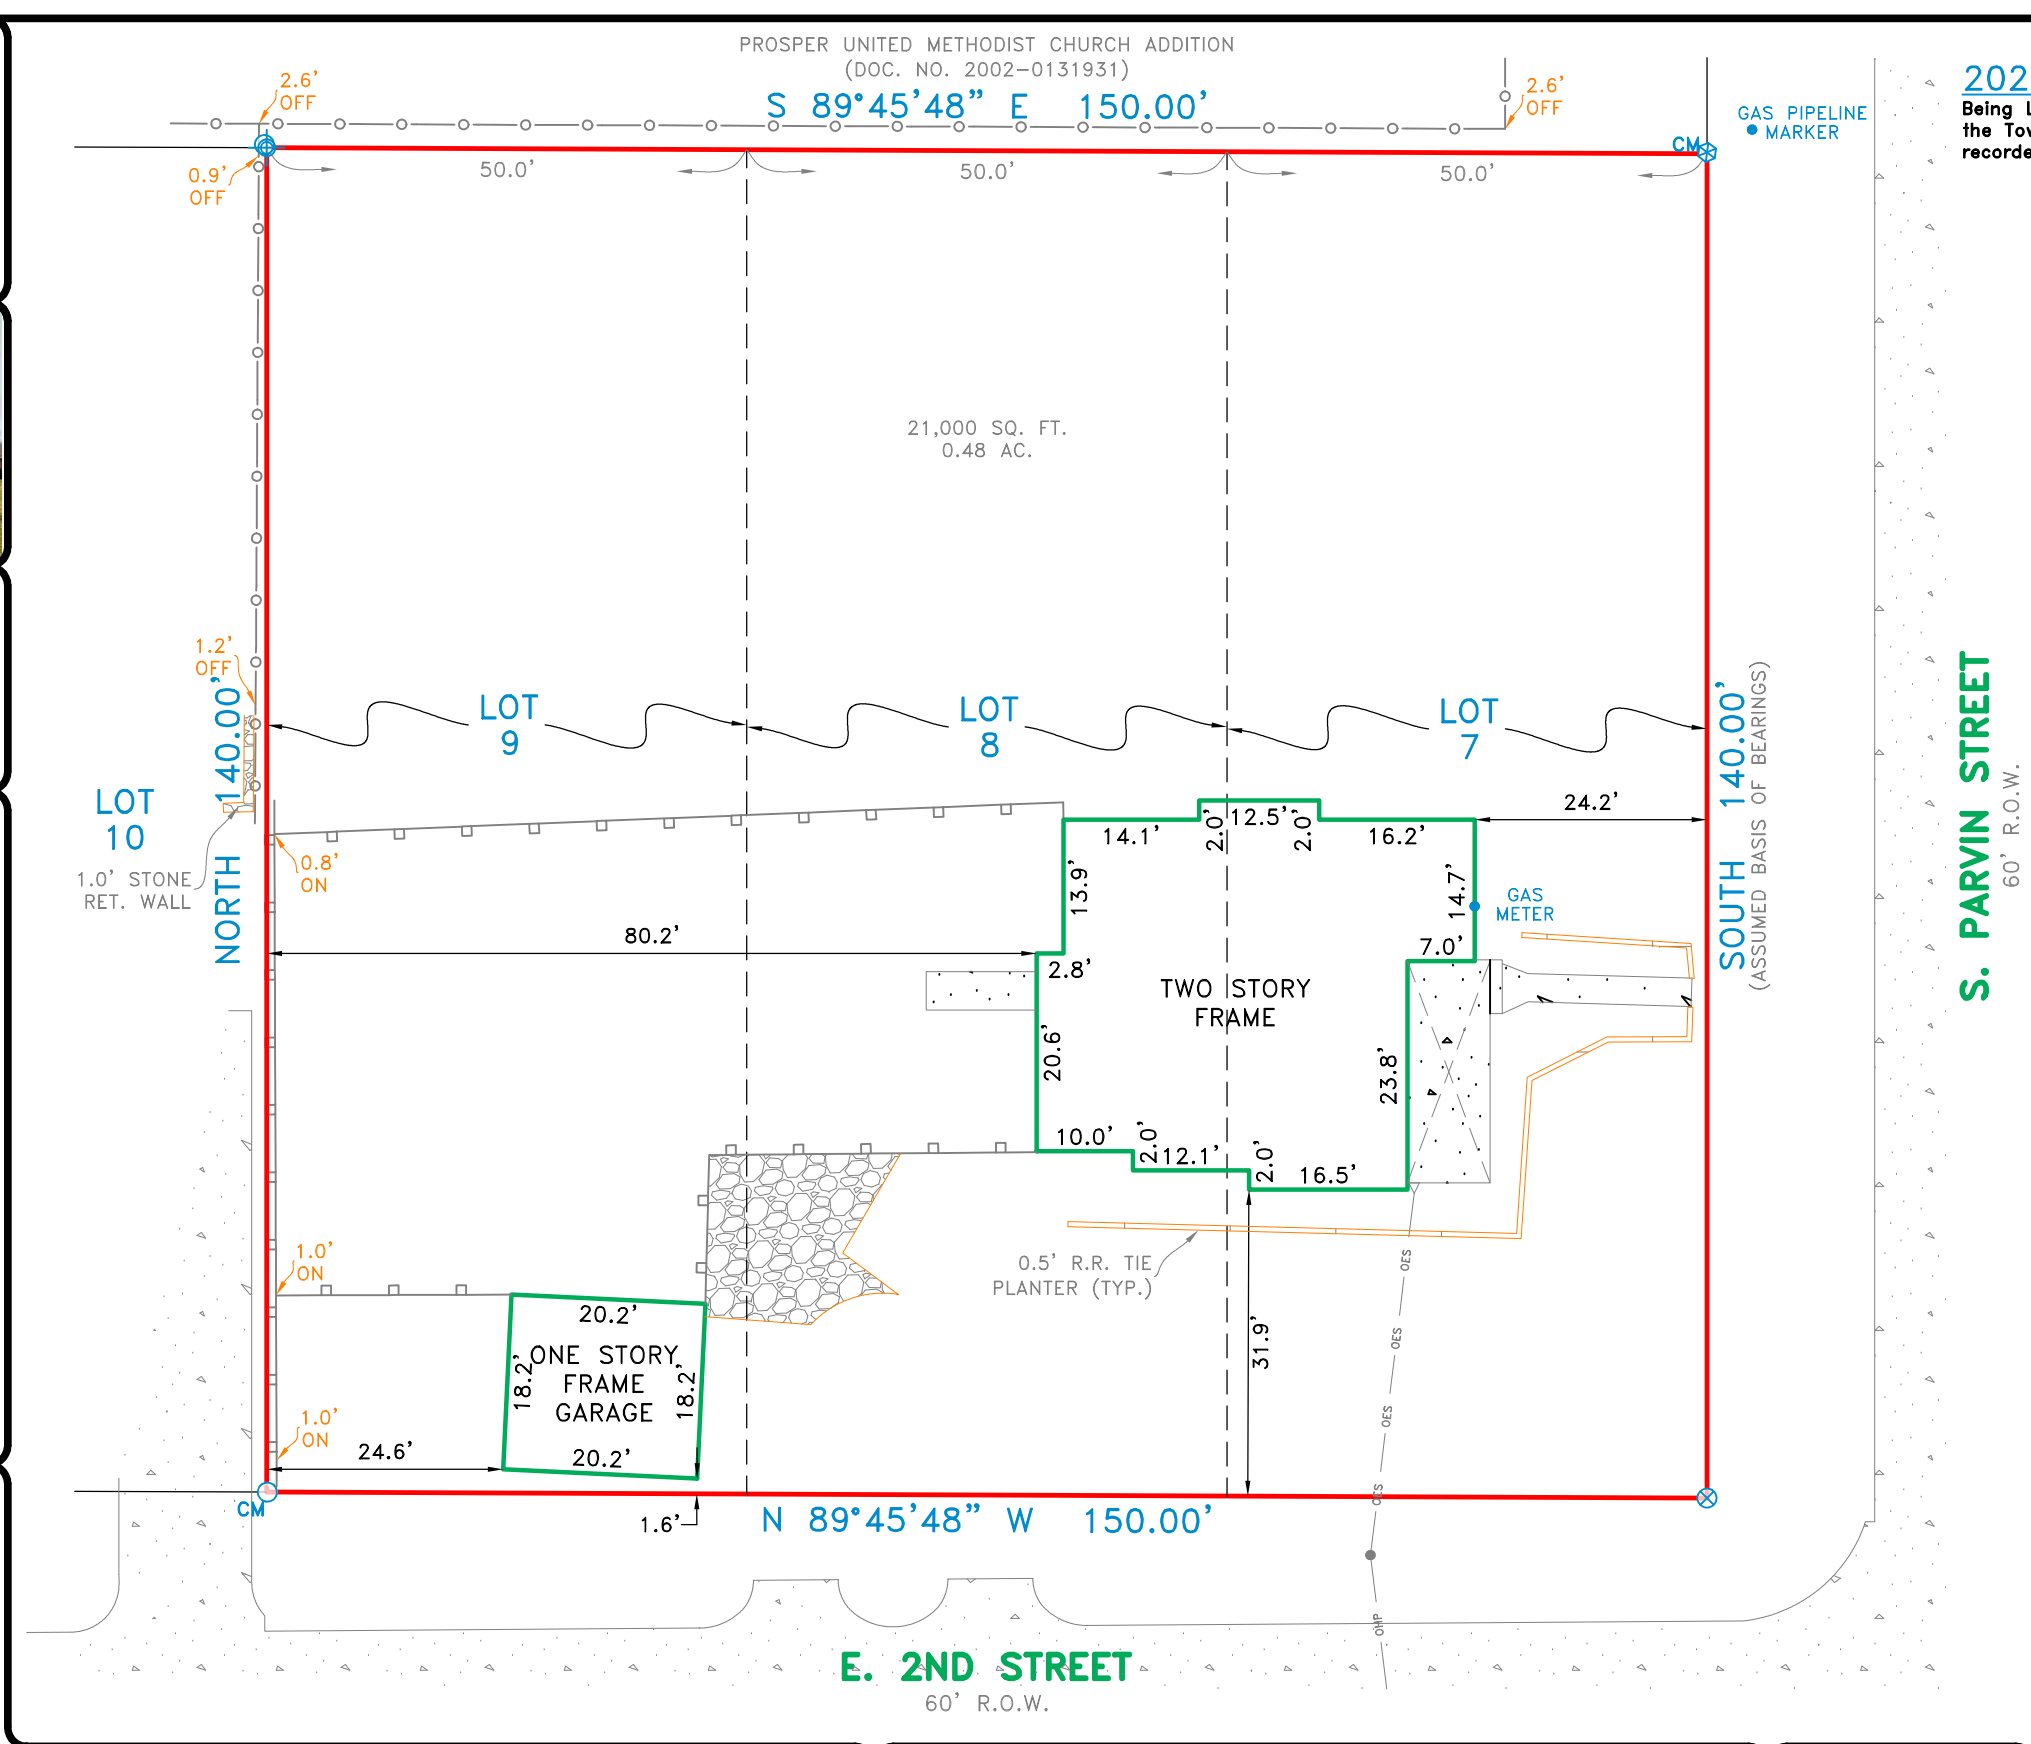 PROSPER UNITED METHODIST CHURCH ADDITION
(DOC. NO. 2002-0131931)
S 89°45'48" E 150.00'
2.6'
OFF
2.6'
OFF
202
Being L
the Tov
recorde
GAS PIPELINE
MARKER
CM
0.9'
OFF
50.0'
50.0'
50.0'
21,000 SQ. FT.
0.48 AC.
1.2'
OFF
LOT
9
LOT
8
LOT
7
NORTH 140.00'
SOUTH 140.00'
(ASSUMED BASIS OF BEARINGS)
S. PARVIN STREET
60' R.O.W.
LOT
10
1.0' STONE
RET. WALL
0.8'
ON
24.2'
14.1'
2.0'
12.5'
2.0'
16.2'
13.9'
14.7'
GAS
METER
80.2'
2.8'
7.0'
TWO STORY
FRAME
20.6'
23.8'
10.0'
2.0'
12.1'
2.0'
16.5'
0.5' R.R. TIE
PLANTER (TYP.)
1.0'
ON
20.2'
18.2'
ONE STORY
FRAME
GARAGE
18.2'
20.2'
31.9'
OES
OES
OES
OES
1.0'
ON
24.6'
CM
1.6'
N 89°45'48" W 150.00'
OHP
E. 2ND STREET
60' R.O.W.